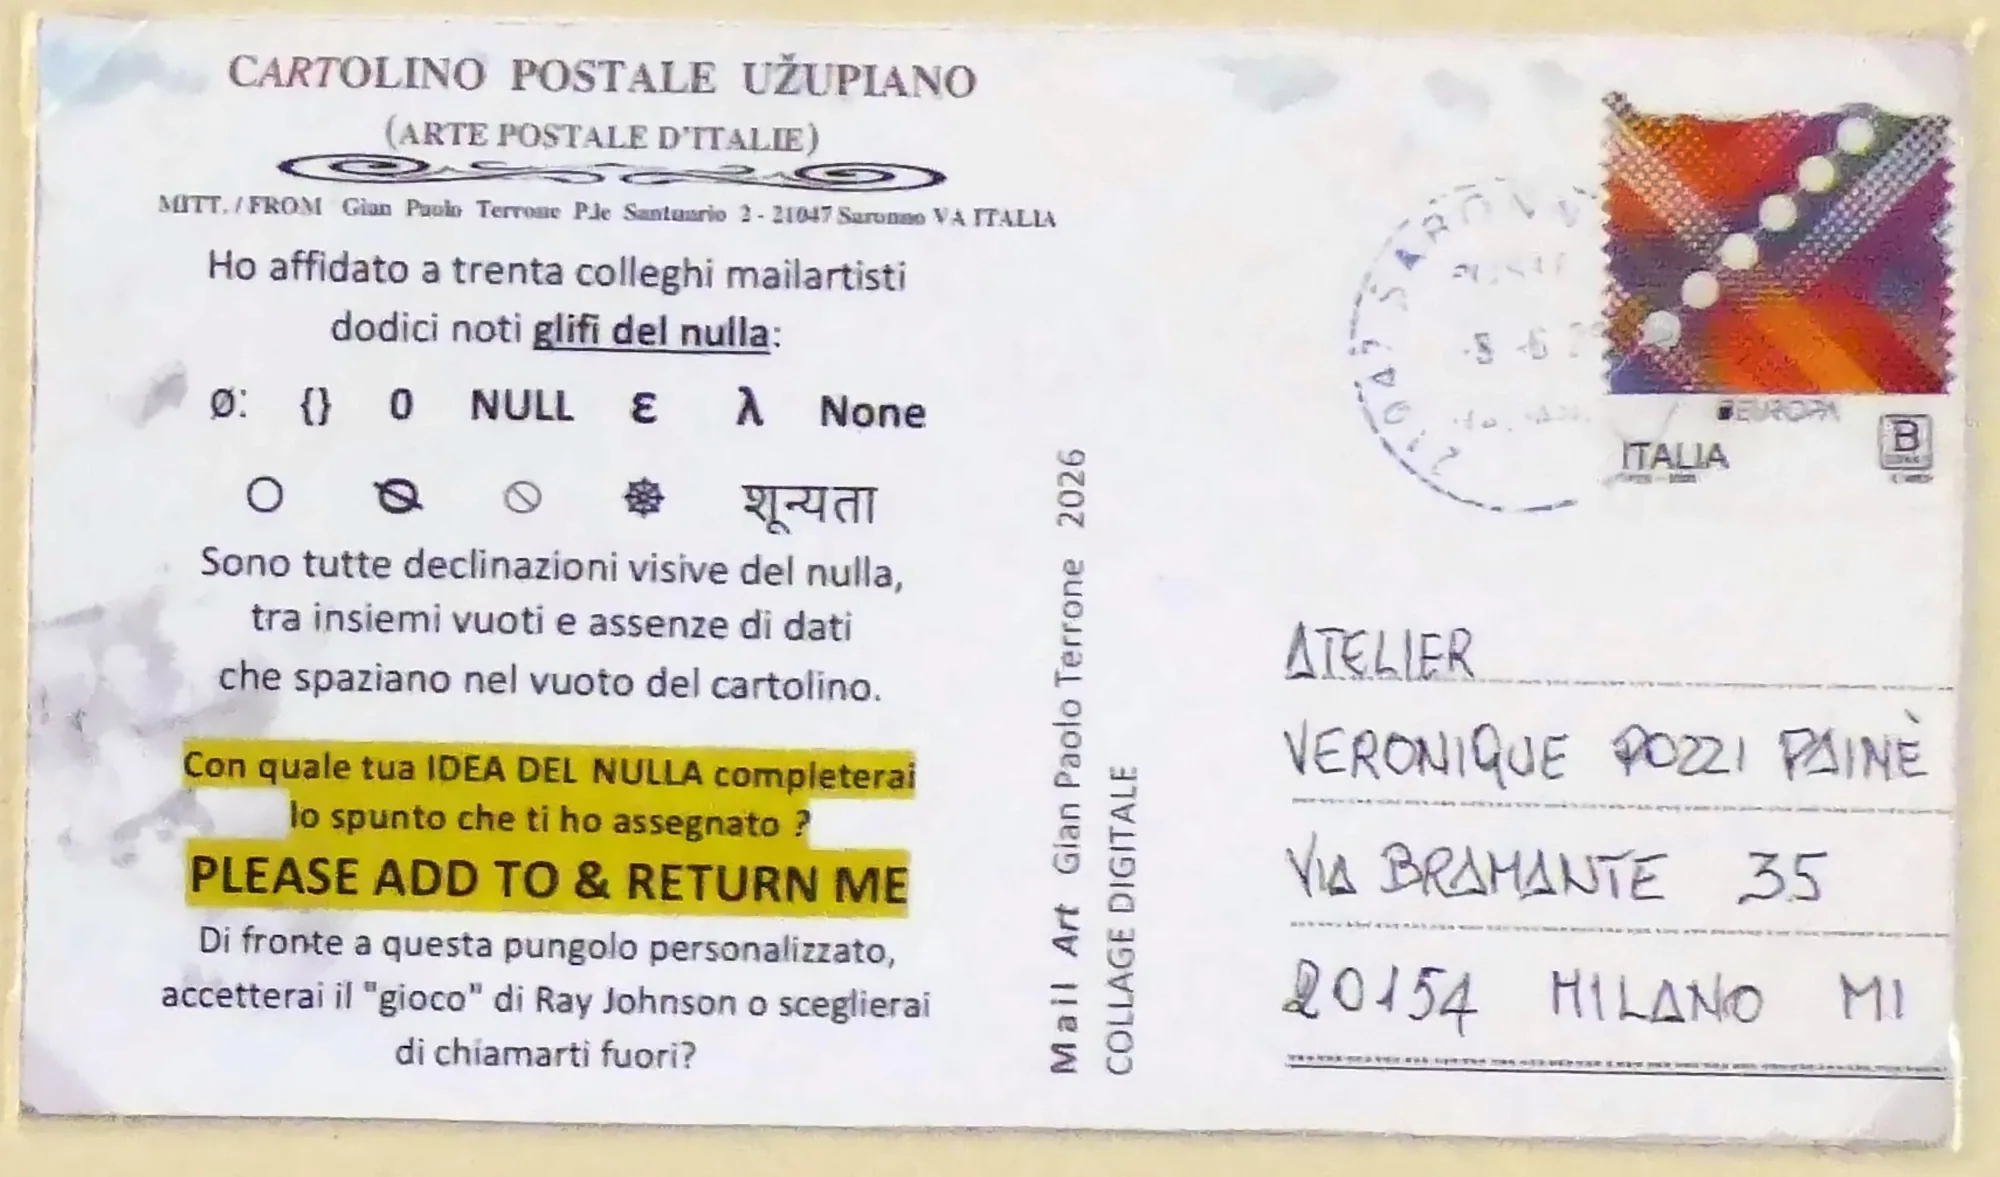 CARTOLINO POSTALE UŽUPIANO
(ARTE POSTALE D'ITALIE)
MITT. / FROM Gian Paolo Terrone P.le Santuario 2 - 21047 Saronno VA ITALIA
Ho affidato a trenta colleghi mailartisti
dodici noti glifi del nulla:
Ø: {} 0 NULL ε λ None
शून्यता
Sono tutte declinazioni visive del nulla,
tra insiemi vuoti e assenze di dati
che spaziano nel vuoto del cartolino.
Con quale tua IDEA DEL NULLA completerai
lo spunto che ti ho assegnato ?
PLEASE ADD TO & RETURN ME
Di fronte a questa pungolo personalizzato,
accetterai il "gioco" di Ray Johnson o sceglierai
di chiamarti fuori?
Mail Art Gian Paolo Terrone 2026
COLLAGE DIGITALE
21047 SARONN
EUROPA
ITALIA
B
ATELIER
VERONIQUE POZZI PAINÈ
VIA BRAMANTE 35
20154 MILANO MI